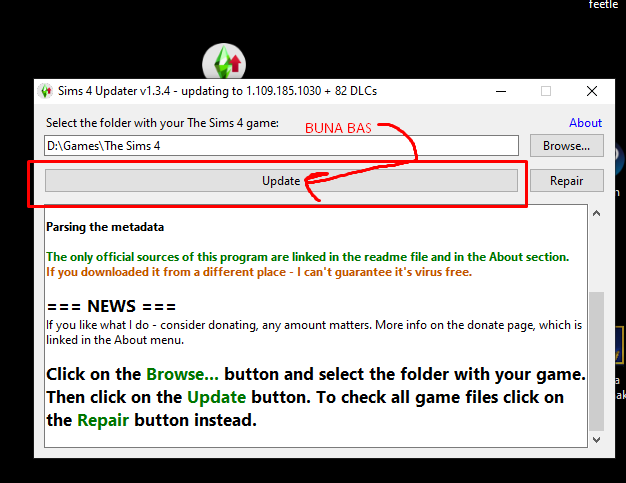 feetle
Sims 4 Updater v1.3.4 - updating to 1.109.185.1030 + 82 DLCs
Select the folder with your The Sims 4 game:
BUNA BAS
About
D:\Games\The Sims 4
Browse...
Update
Repair
Parsing the metadata
The only official sources of this program are linked in the readme file and in the About section.
If you downloaded it from a different place - I can't guarantee it's virus free.
=== NEWS ===
If you like what I do - consider donating, any amount matters. More info on the donate page, which is
linked in the About menu.
Click on the Browse... button and select the folder with your game.
Then click on the Update button. To check all game files click on
the Repair button instead.